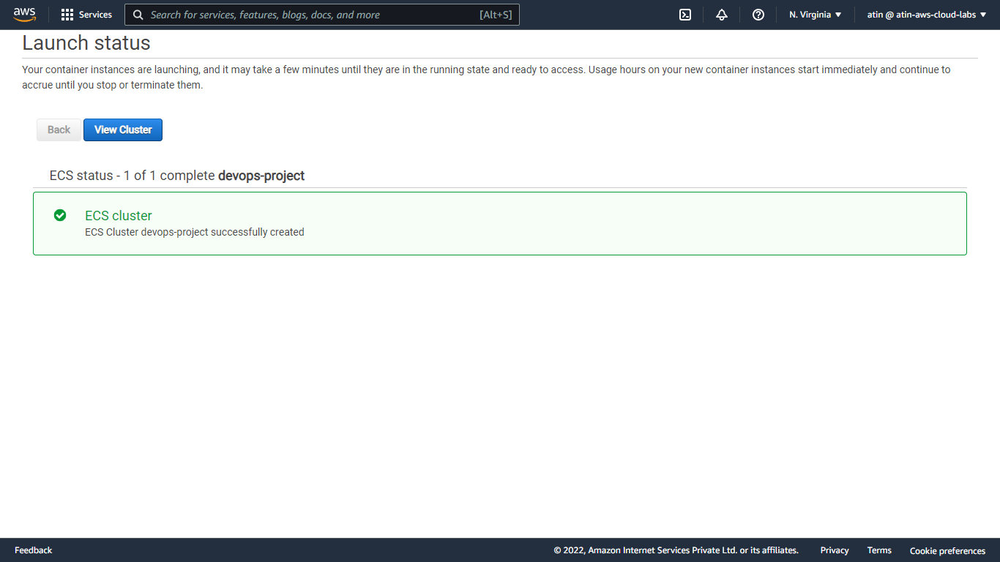 aws Services Search for services, features, blogs, docs, and more [Alt+S] N. Virginia ▼ atin @ atin-aws-cloud-labs ▼
Launch status
Your container instances are launching, and it may take a few minutes until they are in the running state and ready to access. Usage hours on your new container instances start immediately and continue to
accrue until you stop or terminate them.
Back View Cluster
ECS status - 1 of 1 complete devops-project
ECS cluster
ECS Cluster devops-project successfully created
Feedback © 2022, Amazon Internet Services Private Ltd. or its affiliates. Privacy Terms Cookie preferences